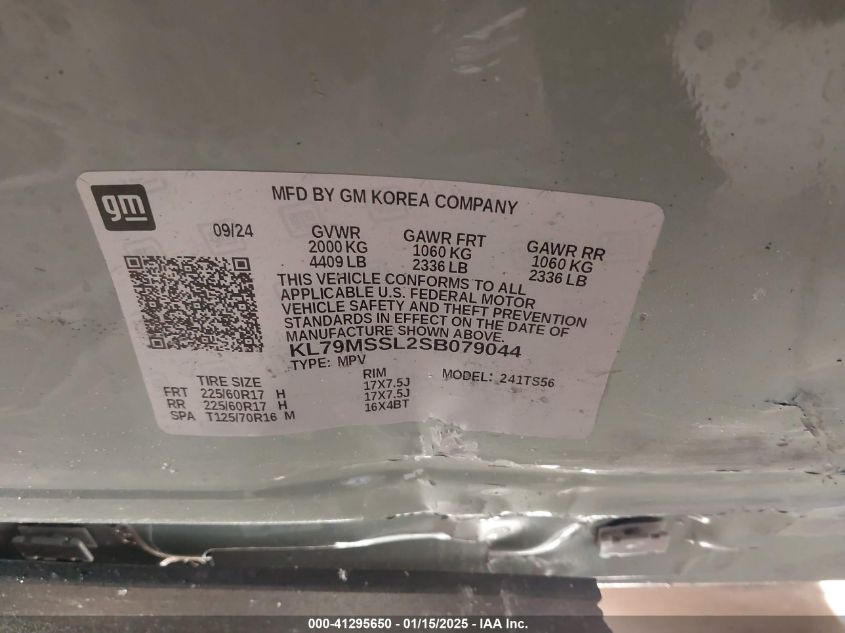 gm
MFD BY GM KOREA COMPANY
09/24
GVWR
2000 KG
4409 LB
GAWR FRT
1060 KG
2336 LB
GAWR RR
1060 KG
2336 LB
THIS VEHICLE CONFORMS TO ALL
APPLICABLE U.S. FEDERAL MOTOR
VEHICLE SAFETY AND THEFT PREVENTION
STANDARDS IN EFFECT ON THE DATE OF
MANUFACTURE SHOWN ABOVE.
KL79MSSL2SB079044
TYPE: MPV
MODEL: 241TS56
TIRE SIZE RIM
FRT 225/60R17 H 17X7.5J
RR 225/60R17 H 17X7.5J
SPA T125/70R16 M 16X4BT
000-41295650 - 01/15/2025 - IAA Inc.